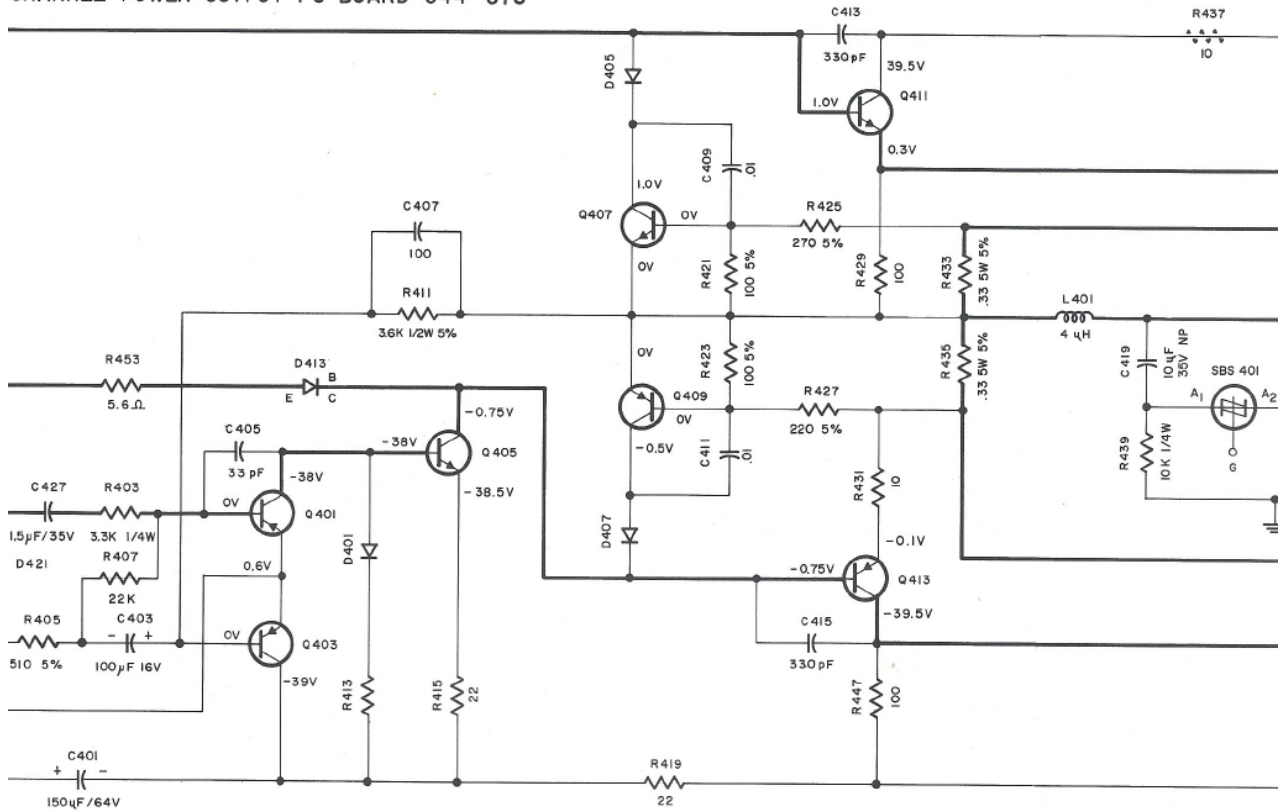 CHANNEL POWER OUTPUT PC BOARD 044-
C413
330pF
R437
10
39.5V
D405
1.0V
Q411
0.3V
C409
.01
1.0V
C407
100
Q407
0V
R425
270 5%
0V
R421
100 5%
R429
100
R433
.33 5W 5%
R411
3.6K 1/2W 5%
L401
4 uH
R453
5.6Ω
D413
B
E
C
0V
R423
100 5%
R435
.33 5W 5%
C419
10µF
35V NP
SBS 401
A1
A2
G
-0.75V
Q409
0V
R427
220 5%
C405
33pF
-38V
Q405
-0.5V
C411
.01
R439
10K 1/4W
-38V
-38.5V
R431
10
C427
1.5µF/35V
R403
3.3K 1/4W
0V
Q401
D421
R407
22K
D401
D407
-0.1V
0.6V
-0.75V
Q413
-39.5V
R405
510 5%
C403
- +
100µF 16V
0V
Q403
C415
330pF
-39V
R413
R415
22
R447
100
C401
+ -
150µF/64V
R419
22